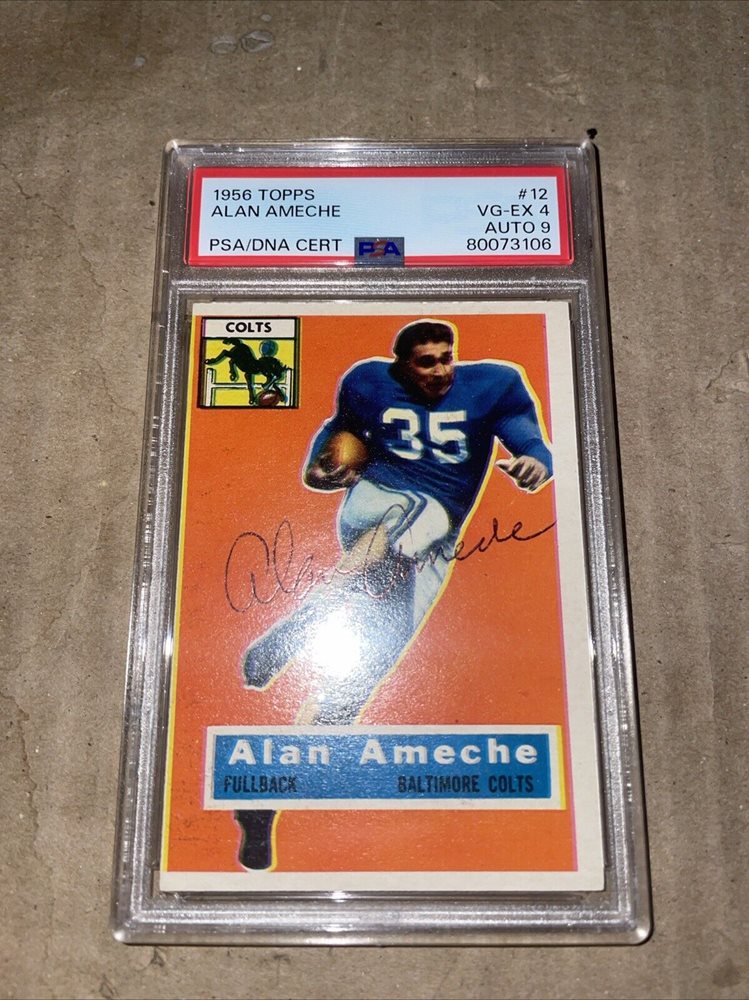 1956 TOPPS #12
ALAN AMECHE VG-EX 4
AUTO 9
PSA/DNA CERT PSA 80073106
COLTS
35
Alan Ameche
Alan Ameche
FULLBACK BALTIMORE COLTS